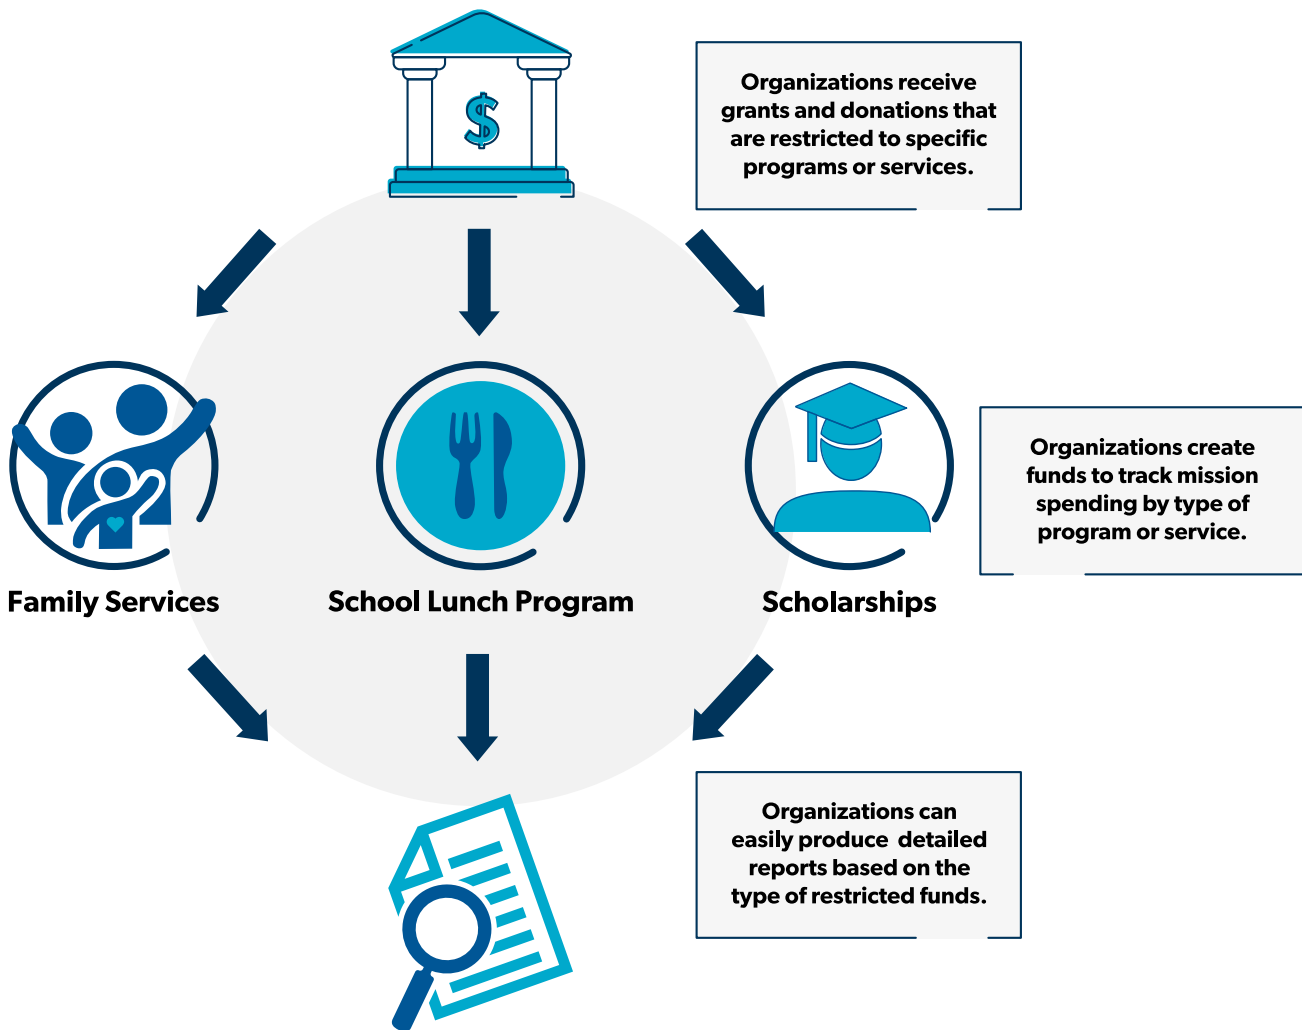 $
Organizations receive
grants and donations that
are restricted to specific
programs or services.
Organizations create
funds to track mission
spending by type of
program or service.
Family Services
School Lunch Program
Scholarships
Organizations can
easily produce  detailed
reports based on the
type of restricted funds.